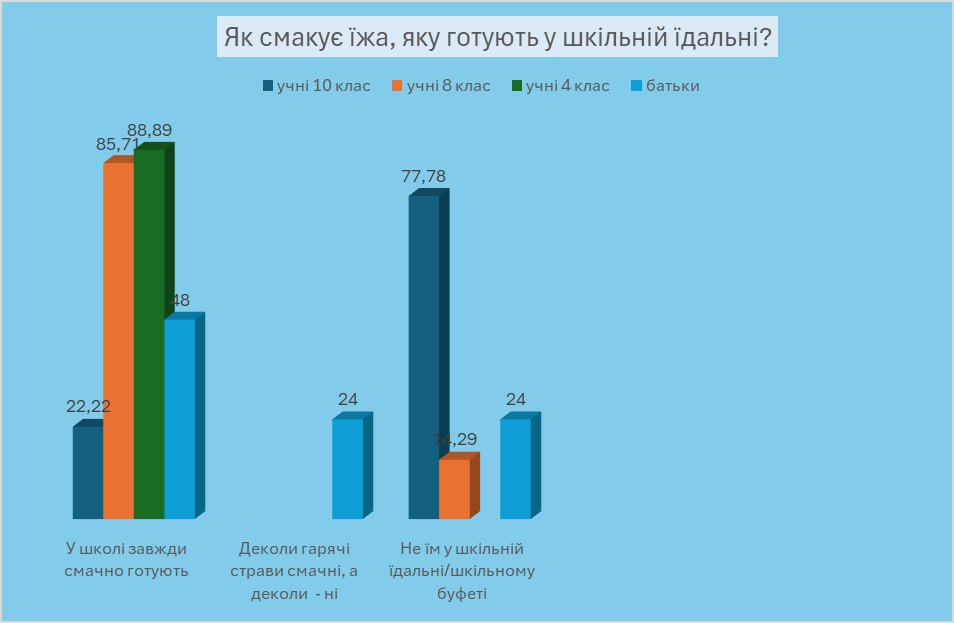 Як смакує їжа, яку готують у шкільній їдальні?
учні 10 клас учні 8 клас учні 4 клас батьки
88,89
85,71
77,78
48
22,22
24
14,29
24
У школі завжди
смачно готують
Деколи гарячі
страви смачні, а
деколи - ні
Не їм у шкільній
їдальні/шкільному
буфеті